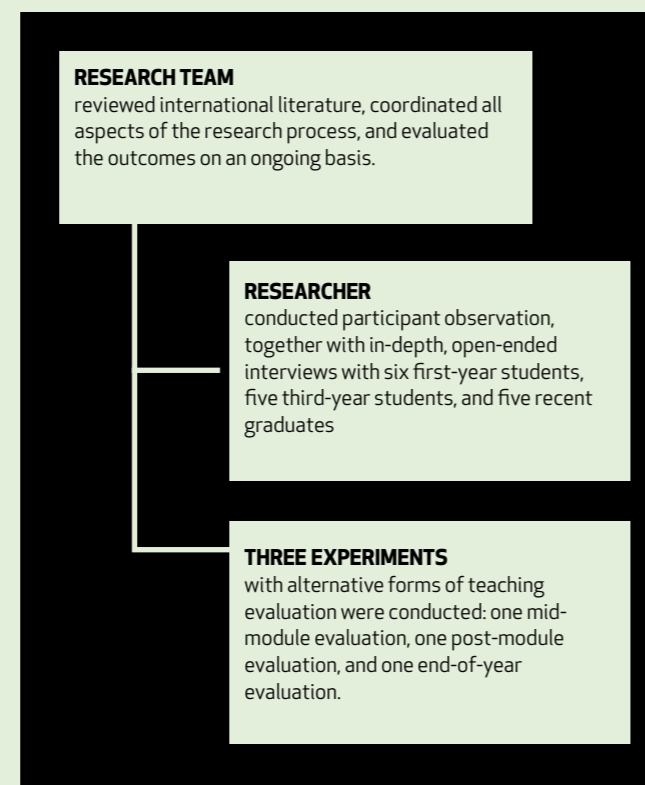 RESEARCH TEAM
reviewed international literature, coordinated all
aspects of the research process, and evaluated
the outcomes on an ongoing basis.
RESEARCHER
conducted participant observation,
together with in-depth, open-ended
interviews with six first-year students,
five third-year students, and five recent
graduates
THREE EXPERIMENTS
with alternative forms of teaching
evaluation were conducted: one mid-
module evaluation, one post-module
evaluation, and one end-of-year
evaluation.